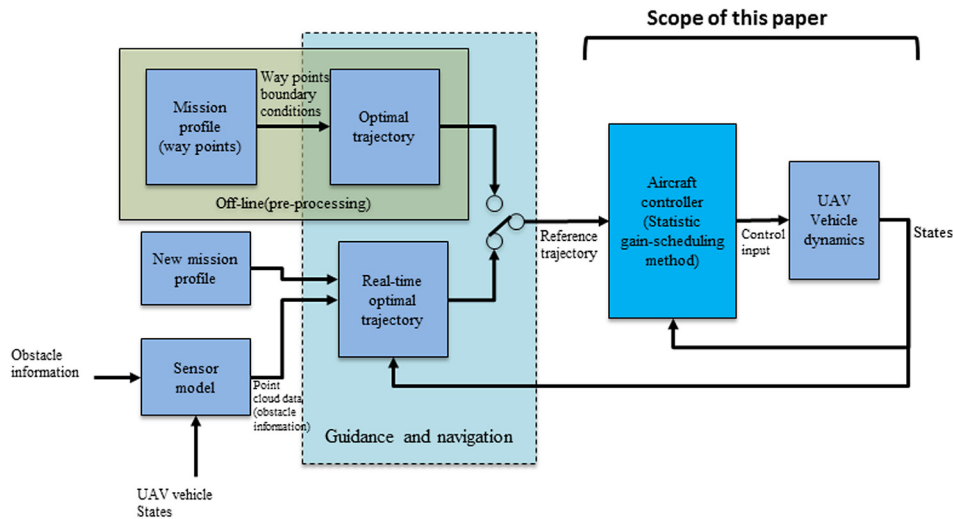 Scope of this paper
Way points
boundary
conditions
Mission
profile
(way points)
Optimal
trajectory
Off-line(pre-processing)
New mission
profile
Real-time
optimal
trajectory
Reference
trajectory
Aircraft
controller
(Statistic
gain-scheduling
method)
Control
input
UAV
Vehicle
dynamics
States
Obstacle
information
Sensor
model
Point
cloud data
(obstacle
information)
Guidance and navigation
UAV vehicle
States